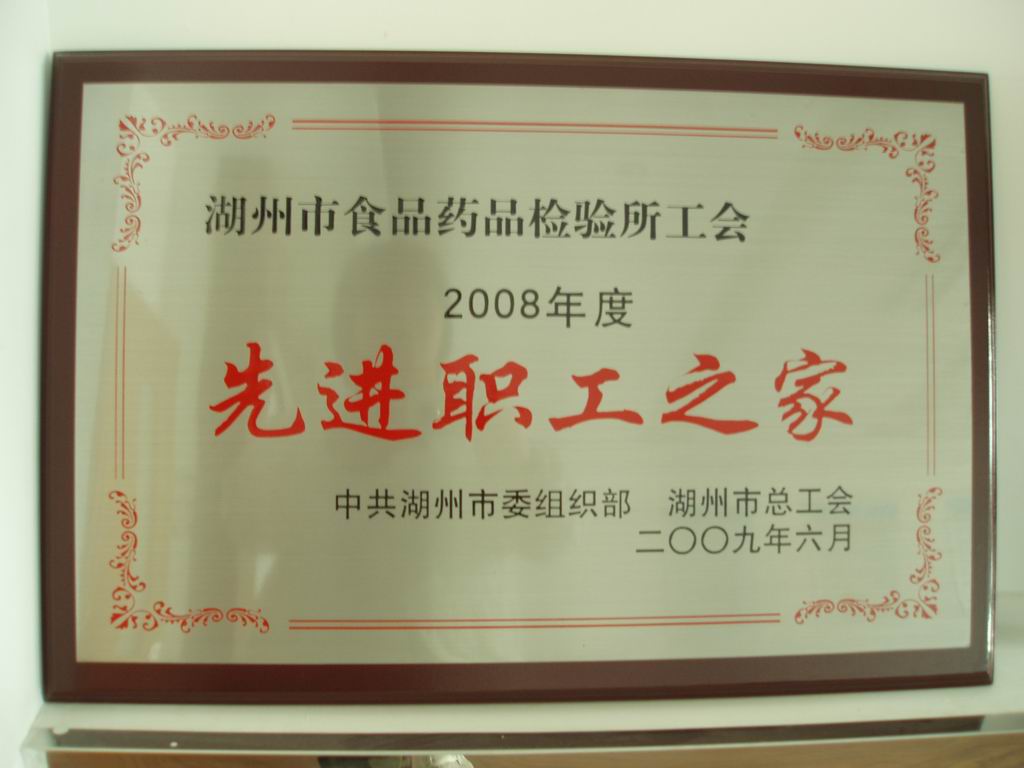 湖州市食品药品检验所工会
2008年度
先进职工之家
中共湖州市委组织部 湖州市总工会
二〇〇九年六月